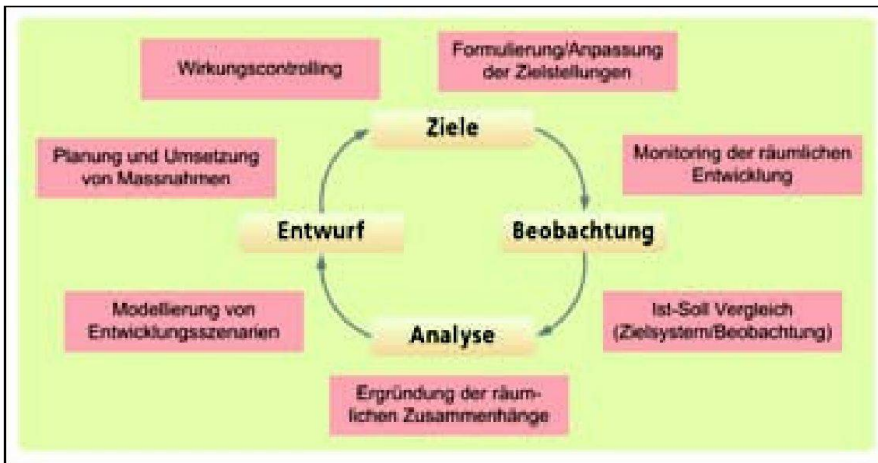 Wirkungscontrolling
Formulierung/Anpassung
der Zielstellungen
Ziele
Planung und Umsetzung
von Massnahmen
Monitoring der räumlichen
Entwicklung
Entwurf
Beobachtung
Modellierung von
Entwicklungsszenarien
Ist-Soll Vergleich
(Zielsystem/Beobachtung)
Analyse
Ergründung der räum-
lichen Zusammenhänge